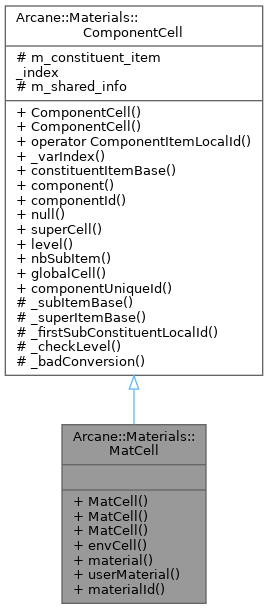 Arcane::Materials::
ComponentCell
# m_constituent_item
_index
# m_shared_info
+ ComponentCell()
+ ComponentCell()
+ operator ComponentItemLocalId()
+ _varIndex()
+ constituentItemBase()
+ component()
+ componentId()
+ null()
+ superCell()
+ level()
+ nbSubItem()
+ globalCell()
+ componentUniqueId()
# _subItemBase()
# _superItemBase()
# _firstSubConstituentLocalId()
# _checkLevel()
# _badConversion()
Arcane::Materials::
MatCell
+ MatCell()
+ MatCell()
+ MatCell()
+ envCell()
+ material()
+ userMaterial()
+ materialId()